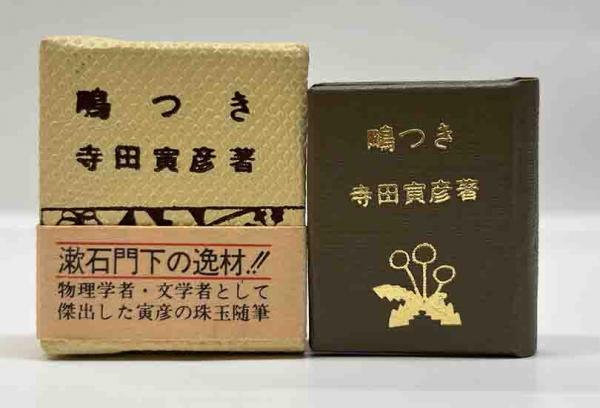 鴫つき
寺田寅彦著
漱石門下の逸材!!
物理学者・文学者として
傑出した寅彦の珠玉随筆
鴫つき
寺田寅彦著